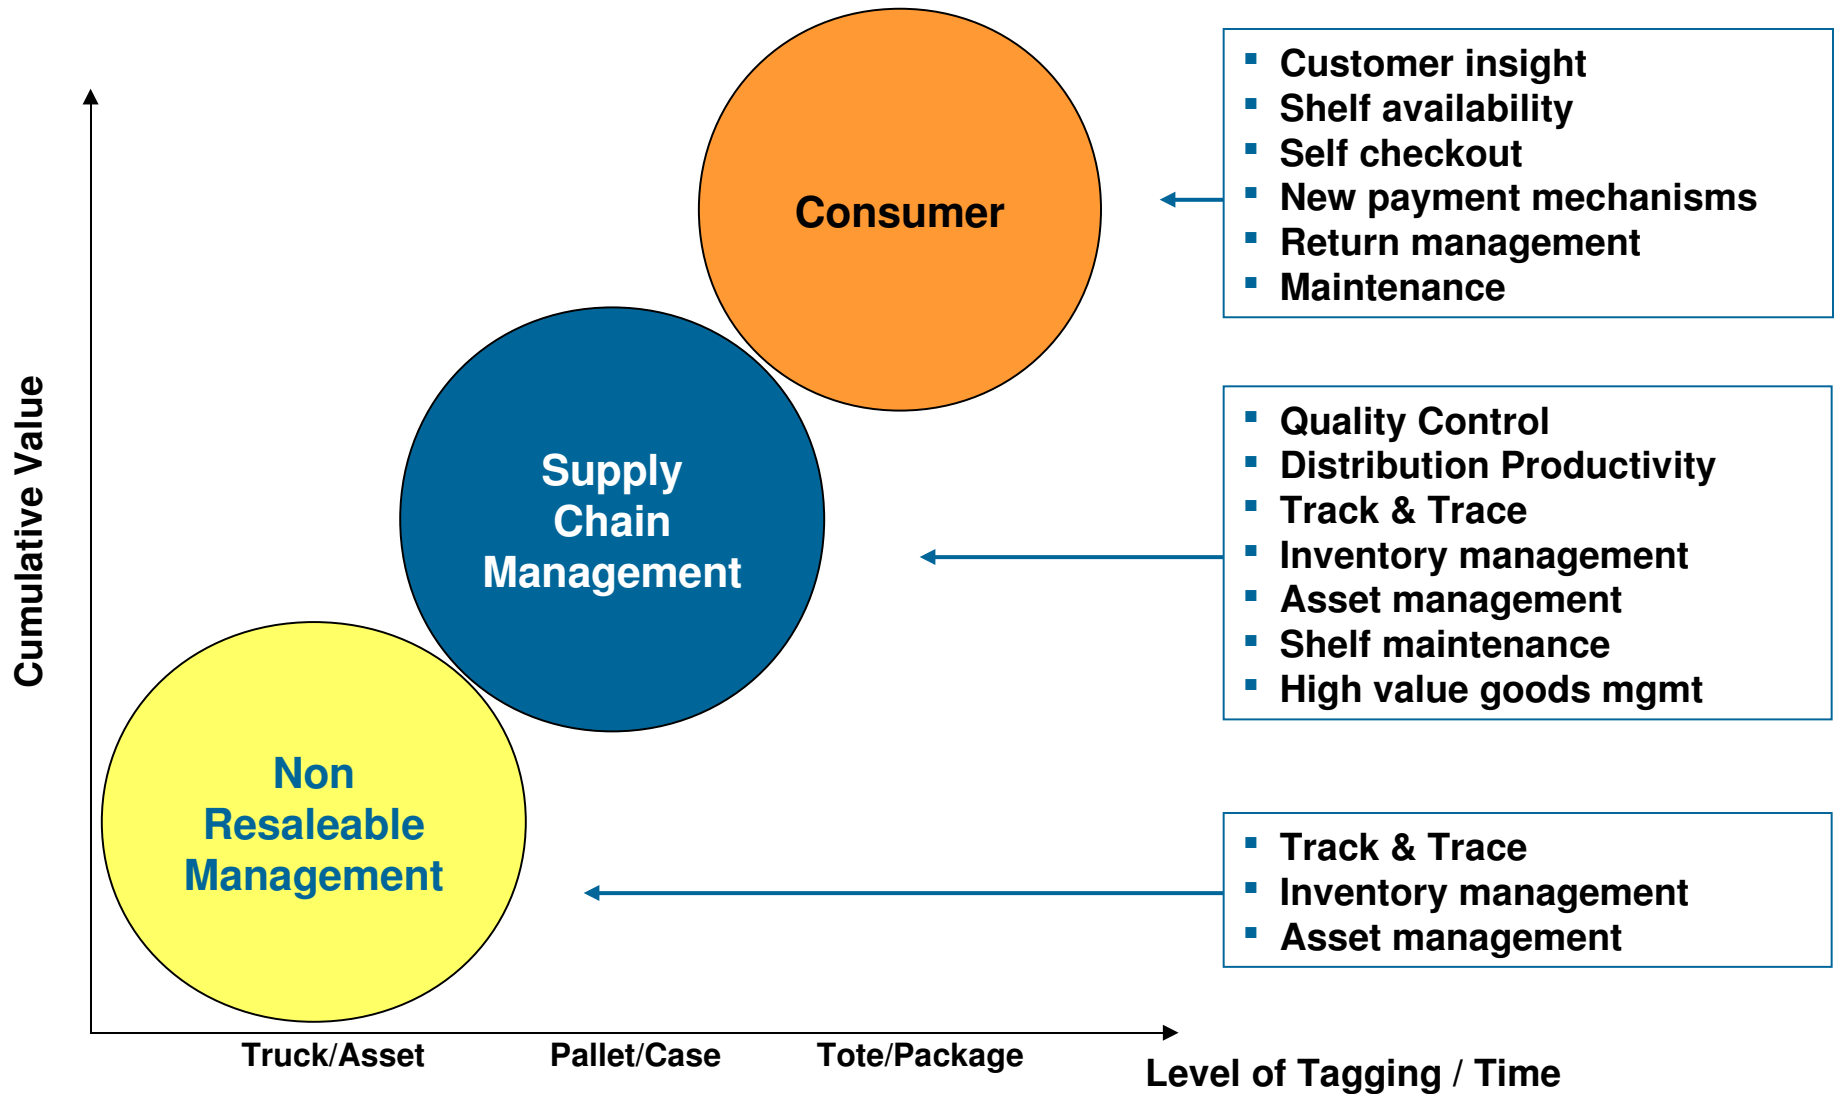 Cumulative Value
Consumer
Supply
Chain
Management
Non
Resaleable
Management
Customer insight
Shelf availability
Self checkout
New payment mechanisms
Return management
Maintenance
Quality Control
Distribution Productivity
Track & Trace
Inventory management
Asset management
Shelf maintenance
High value goods mgmt
Track & Trace
Inventory management
Asset management
Truck/Asset
Pallet/Case
Tote/Package
Level of Tagging / Time